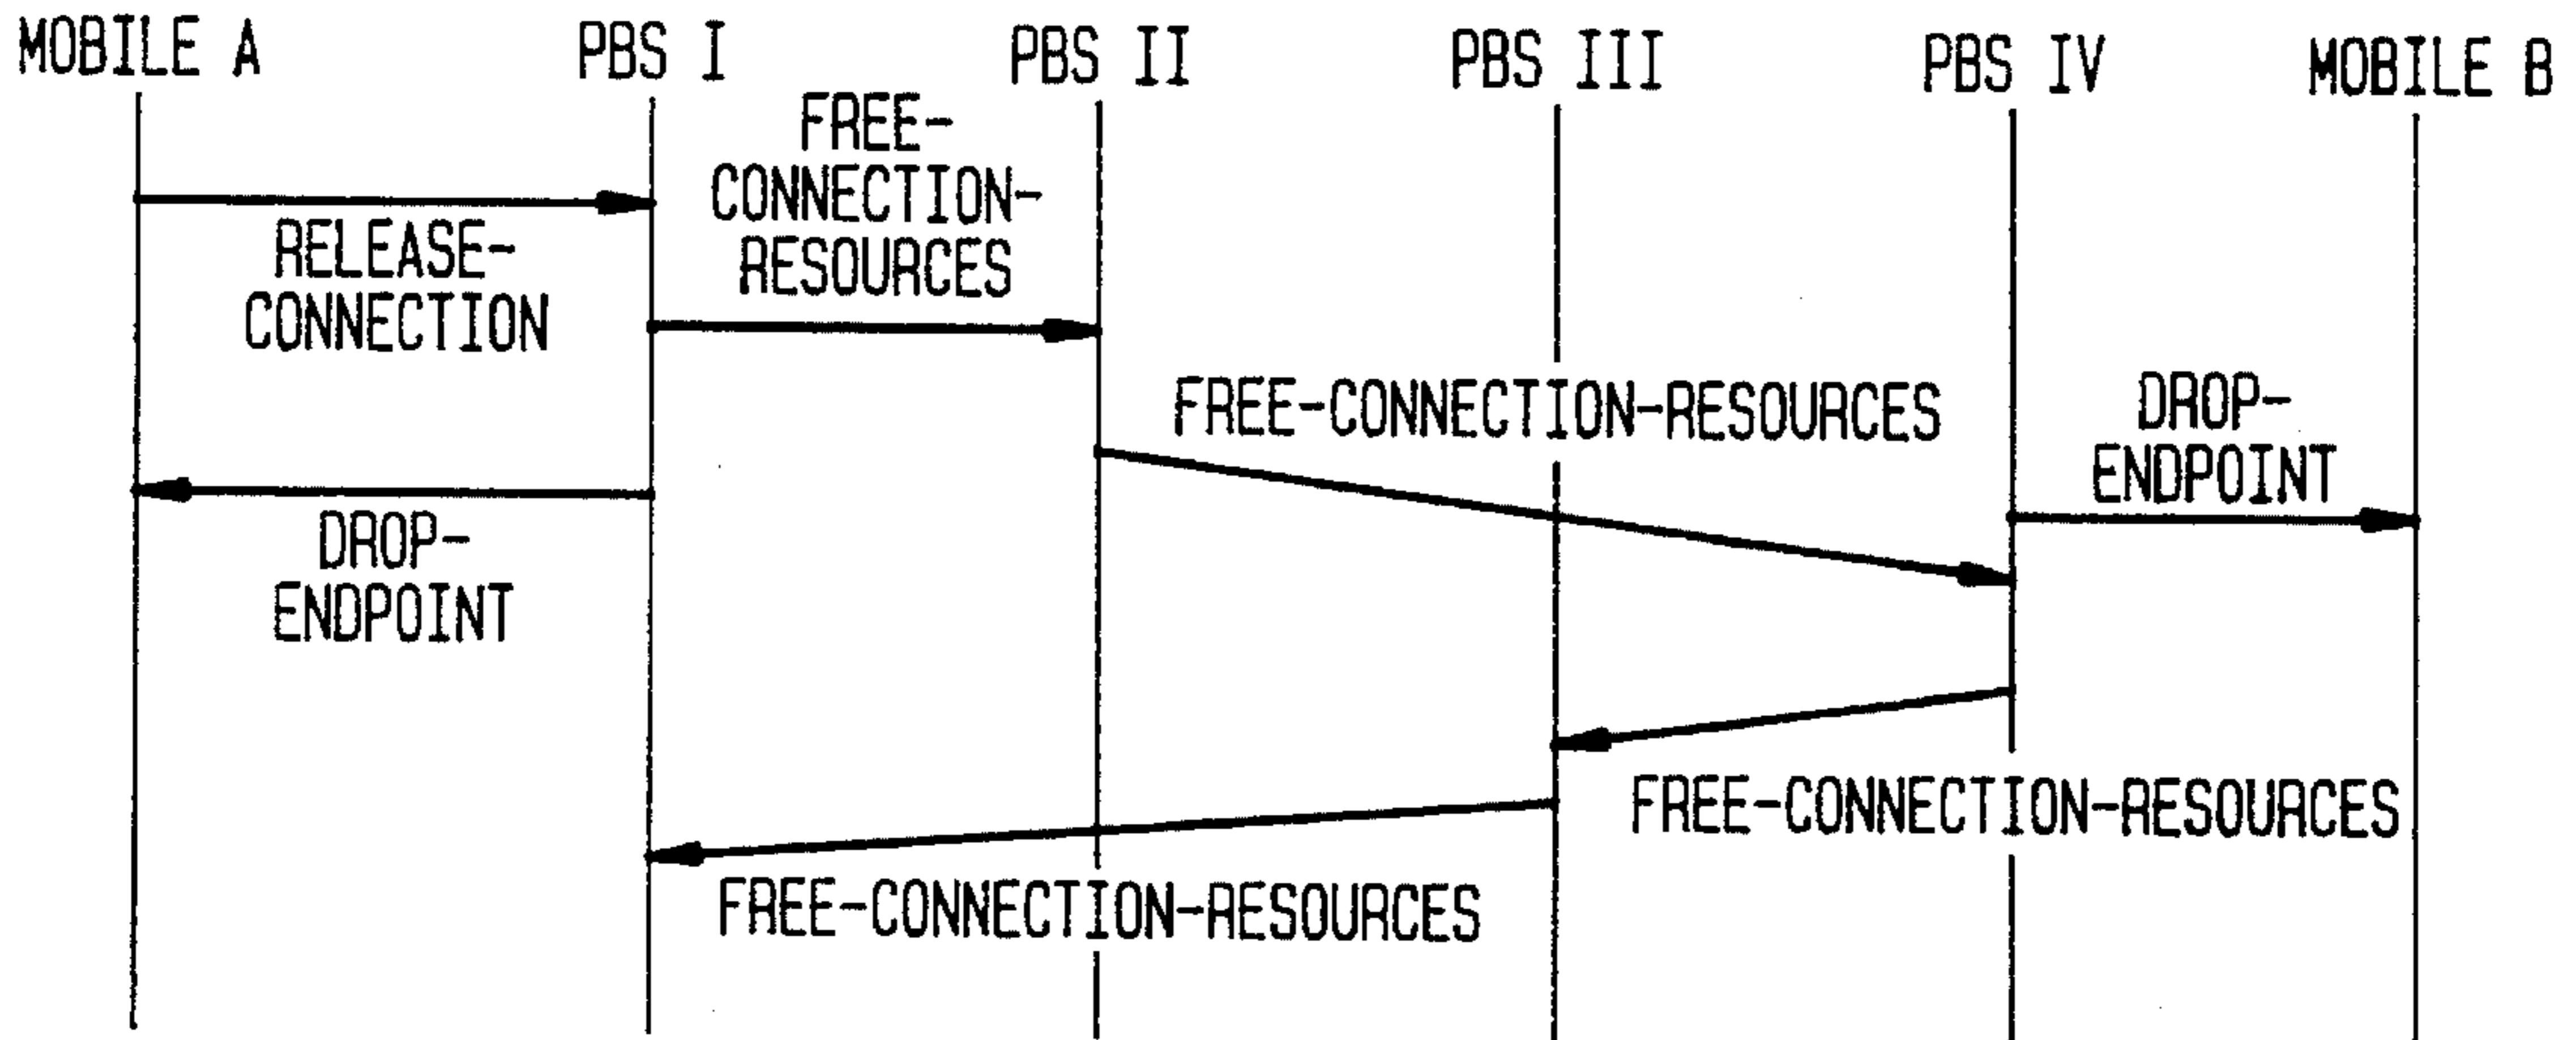 MOBILE A
PBS I
PBS II
PBS III
PBS IV
MOBILE B
FREE-
CONNECTION-
RESOURCES
RELEASE-
CONNECTION
FREE-CONNECTION-RESOURCES
DROP-
ENDPOINT
DROP-
ENDPOINT
FREE-CONNECTION-RESOURCES
FREE-CONNECTION-RESOURCES